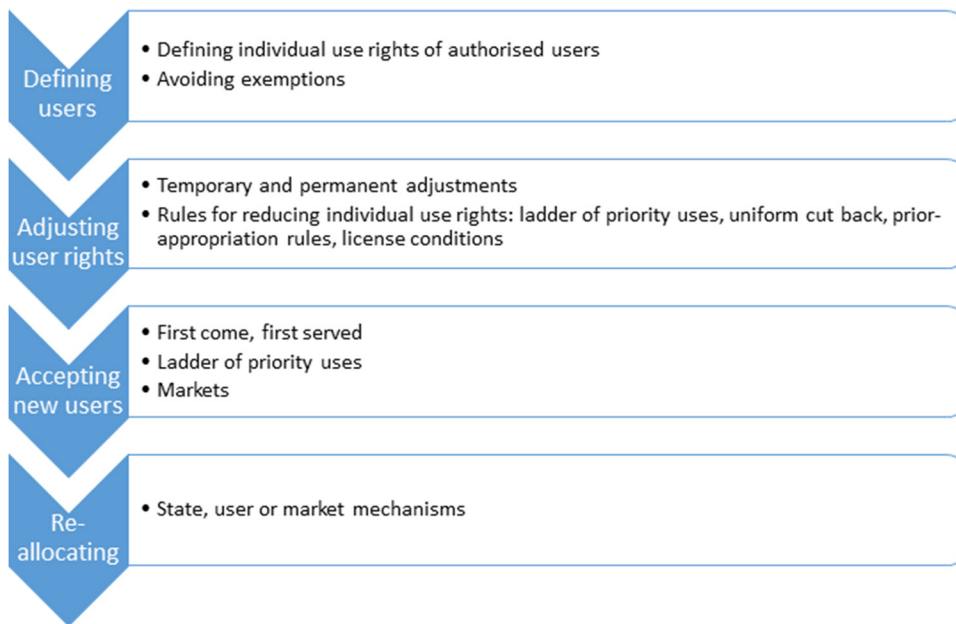 Defining
users
• Defining individual use rights of authorised users
• Avoiding exemptions
Adjusting
user rights
• Temporary and permanent adjustments
• Rules for reducing individual use rights: ladder of priority uses, uniform cut back, prior-
appropriation rules, license conditions
Accepting
new users
• First come, first served
• Ladder of priority uses
• Markets
Re-
allocating
• State, user or market mechanisms